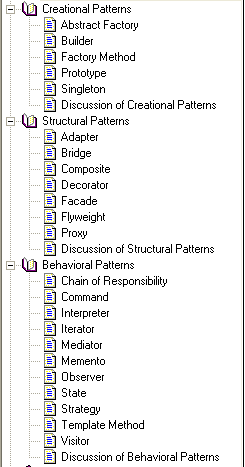 Creational Patterns
Abstract Factory
Builder
Factory Method
Prototype
Singleton
Discussion of Creational Patterns
Structural Patterns
Adapter
Bridge
Composite
Decorator
Facade
Flyweight
Proxy
Discussion of Structural Patterns
Behavioral Patterns
Chain of Responsibility
Command
Interpreter
Iterator
Mediator
Memento
Observer
State
Strategy
Template Method
Visitor
Discussion of Behavioral Patterns